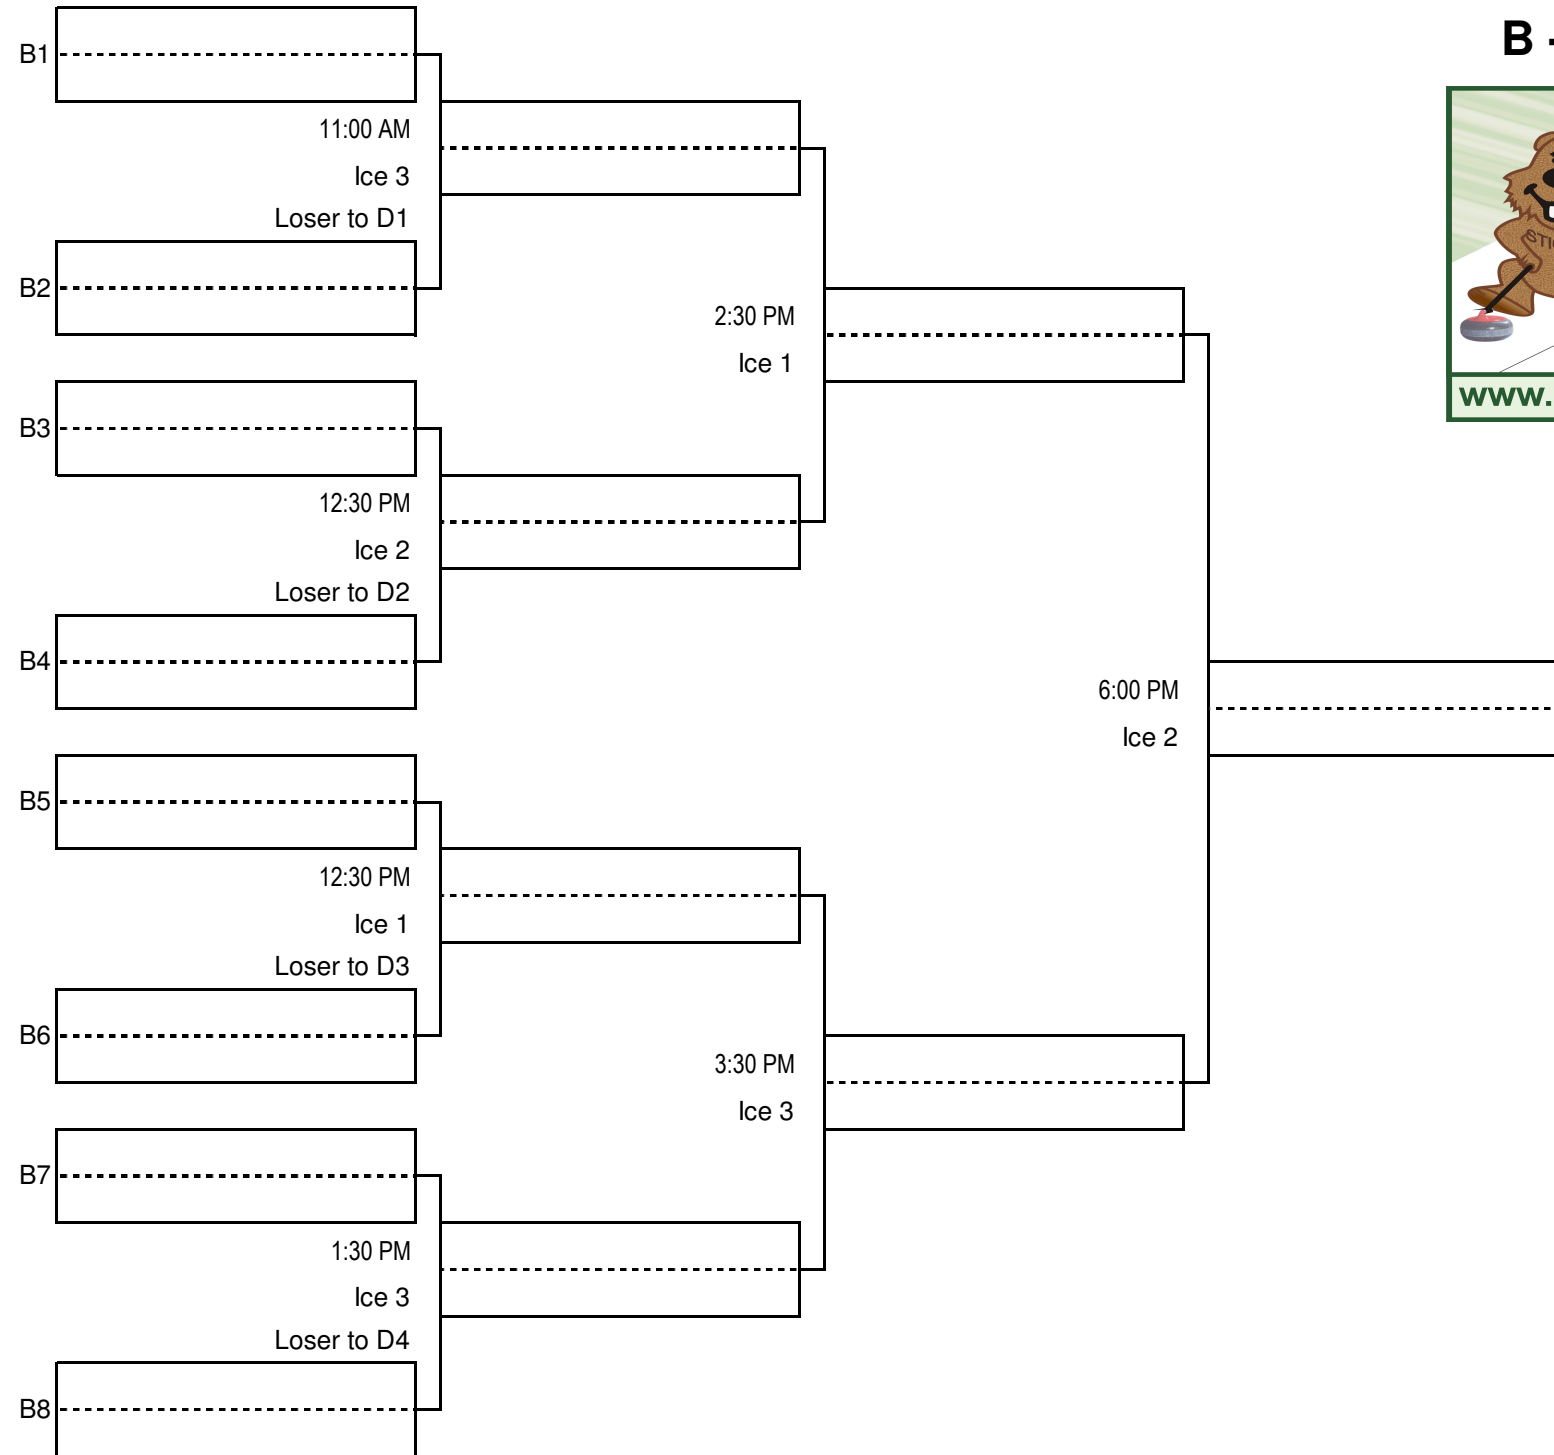 B -
B1
11:00 AM
Ice 3
Loser to D1
B2
2:30 PM
Ice 1
www.
B3
12:30 PM
Ice 2
Loser to D2
B4
6:00 PM
Ice 2
B5
12:30 PM
Ice 1
Loser to D3
B6
3:30 PM
Ice 3
B7
1:30 PM
Ice 3
Loser to D4
B8